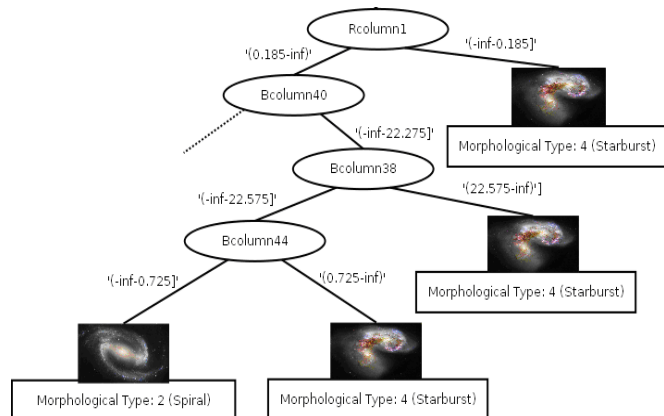 Rcolumn1
'(0.185-inf)'
'(-inf-0.185]'
Bcolumn40
Morphological Type: 4 (Starburst)
'(-inf-22.275]'
Bcolumn38
'(-inf-22.575]'
'(22.575-inf)']
Bcolumn44
'(-inf-0.725]'
'(0.725-inf)'
Morphological Type: 4 (Starburst)
Morphological Type: 2 (Spiral)
Morphological Type: 4 (Starburst)